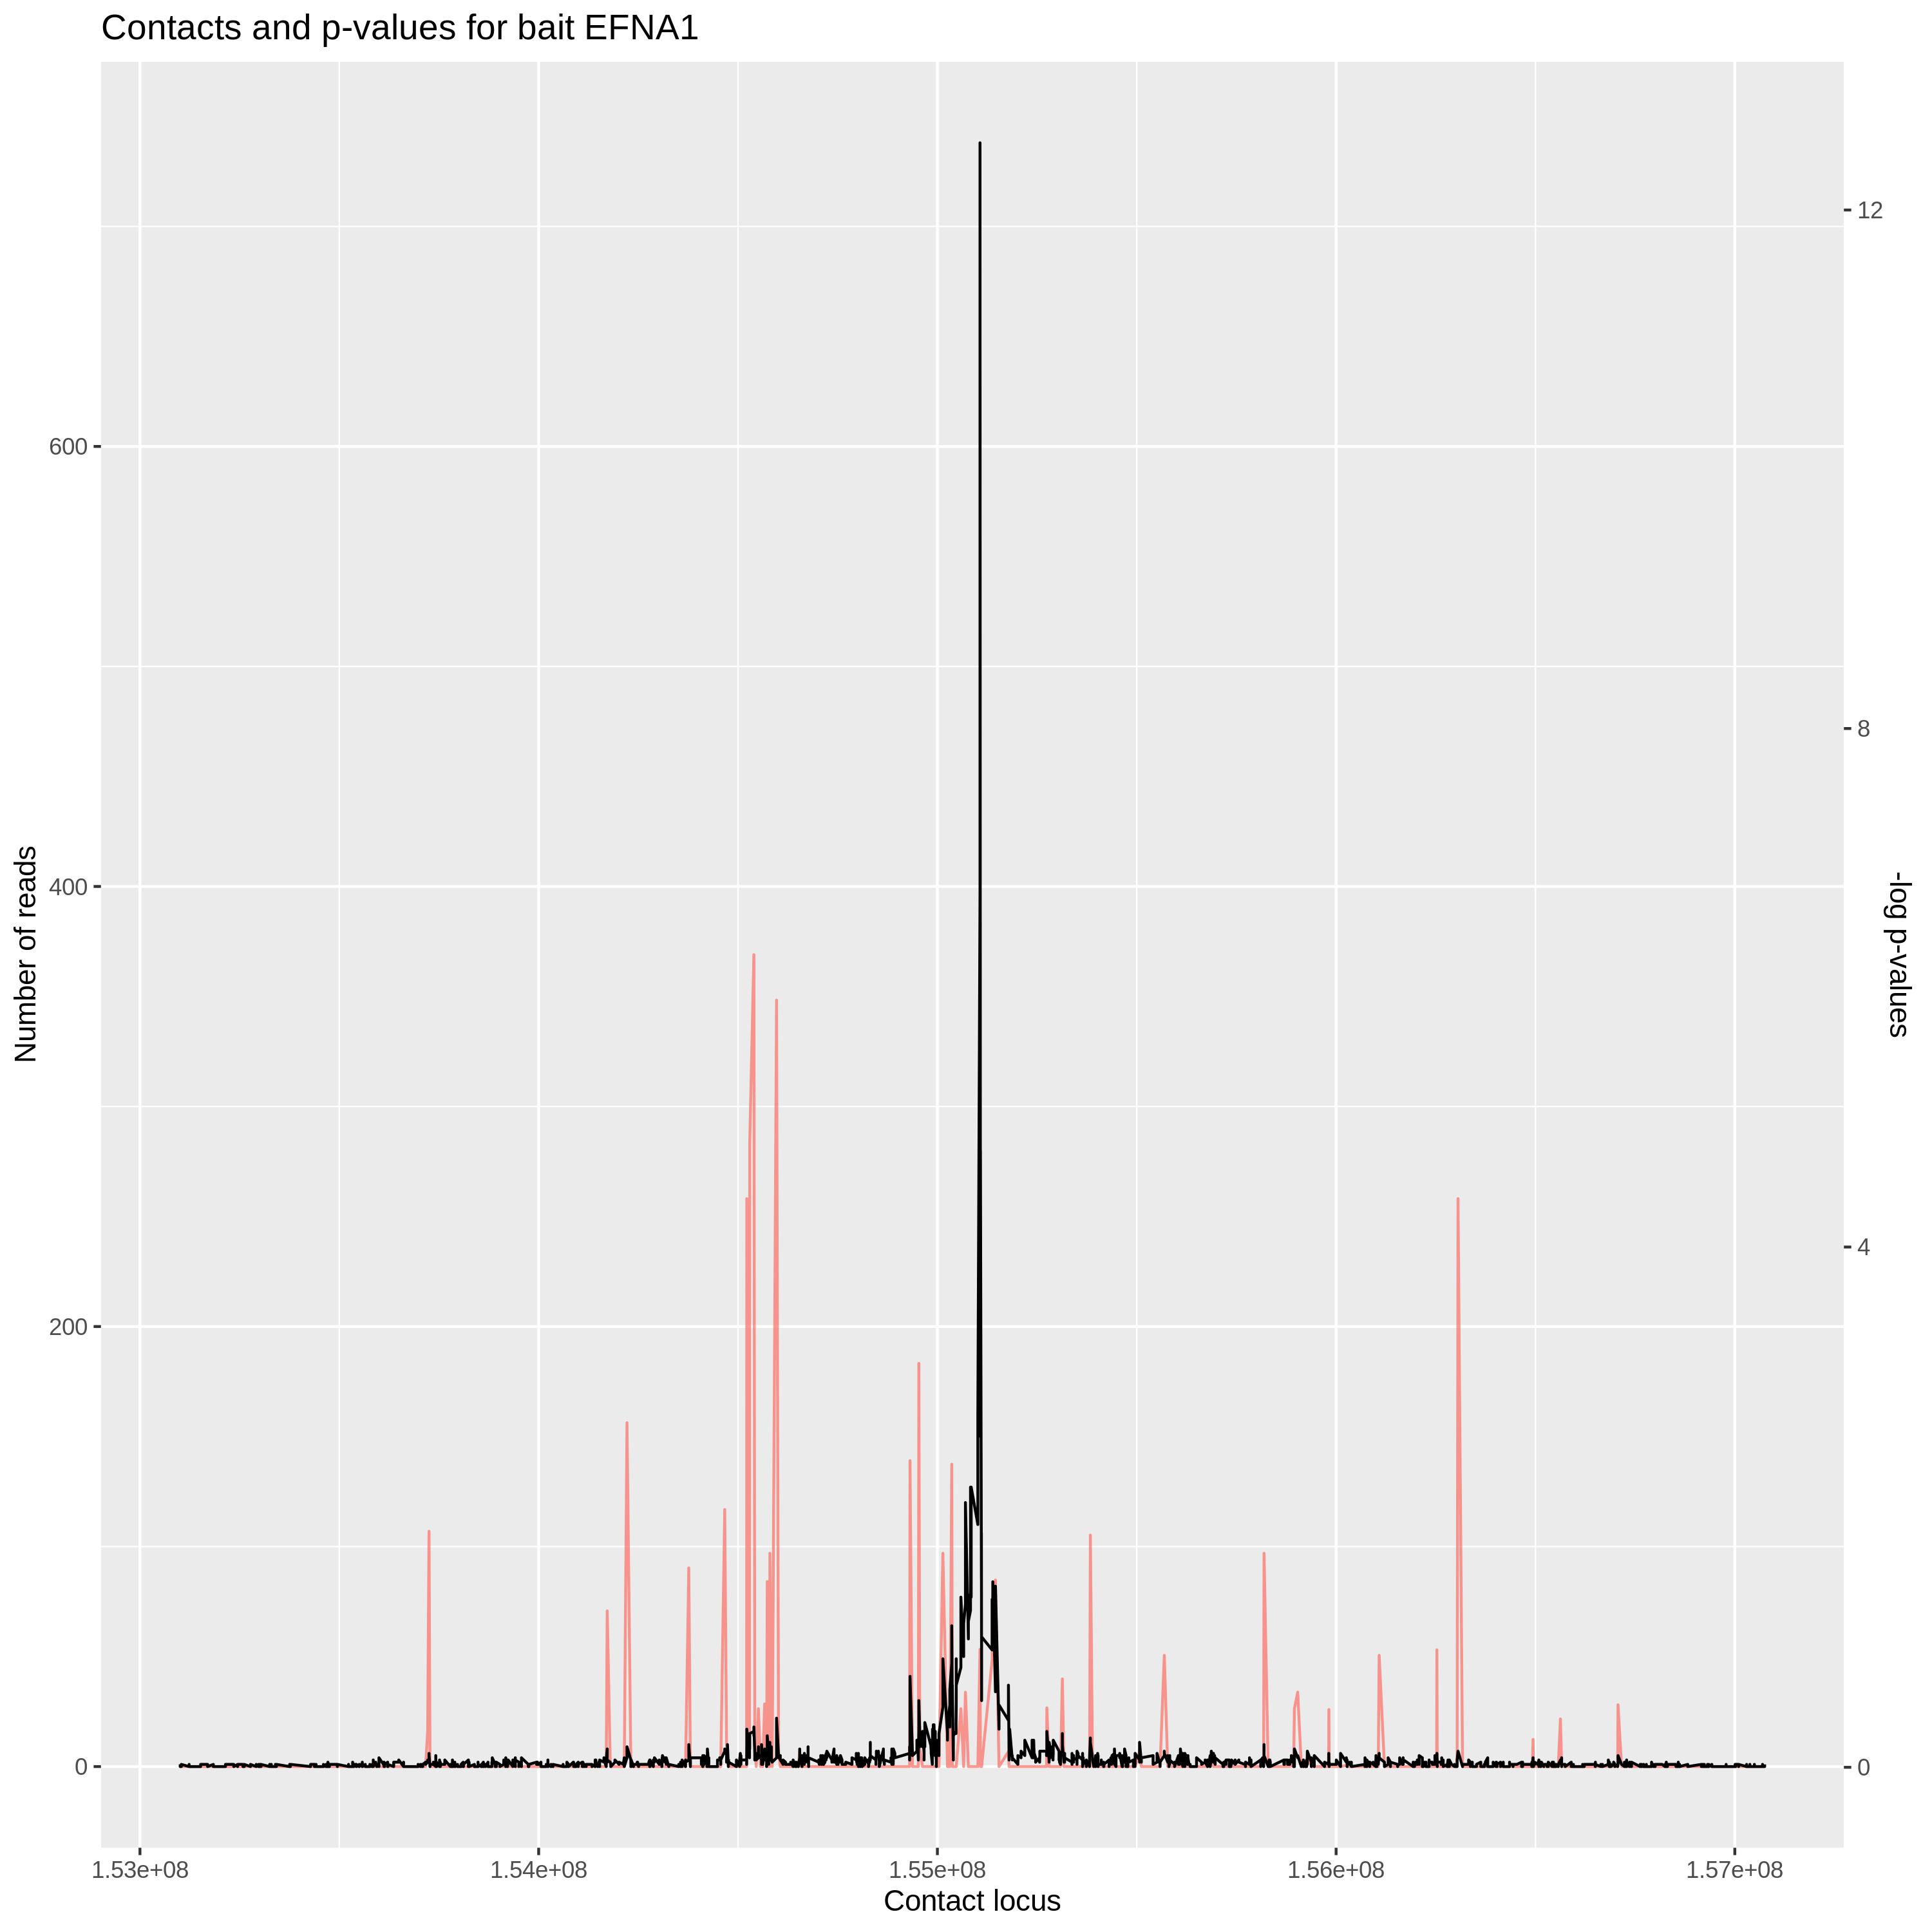 Contacts and p-values for bait EFNA1
12
600
8
400
Number of reads
-log p-values
4
200
0
0
1.53e+08 1.54e+08 1.55e+08 1.56e+08 1.57e+08
Contact locus